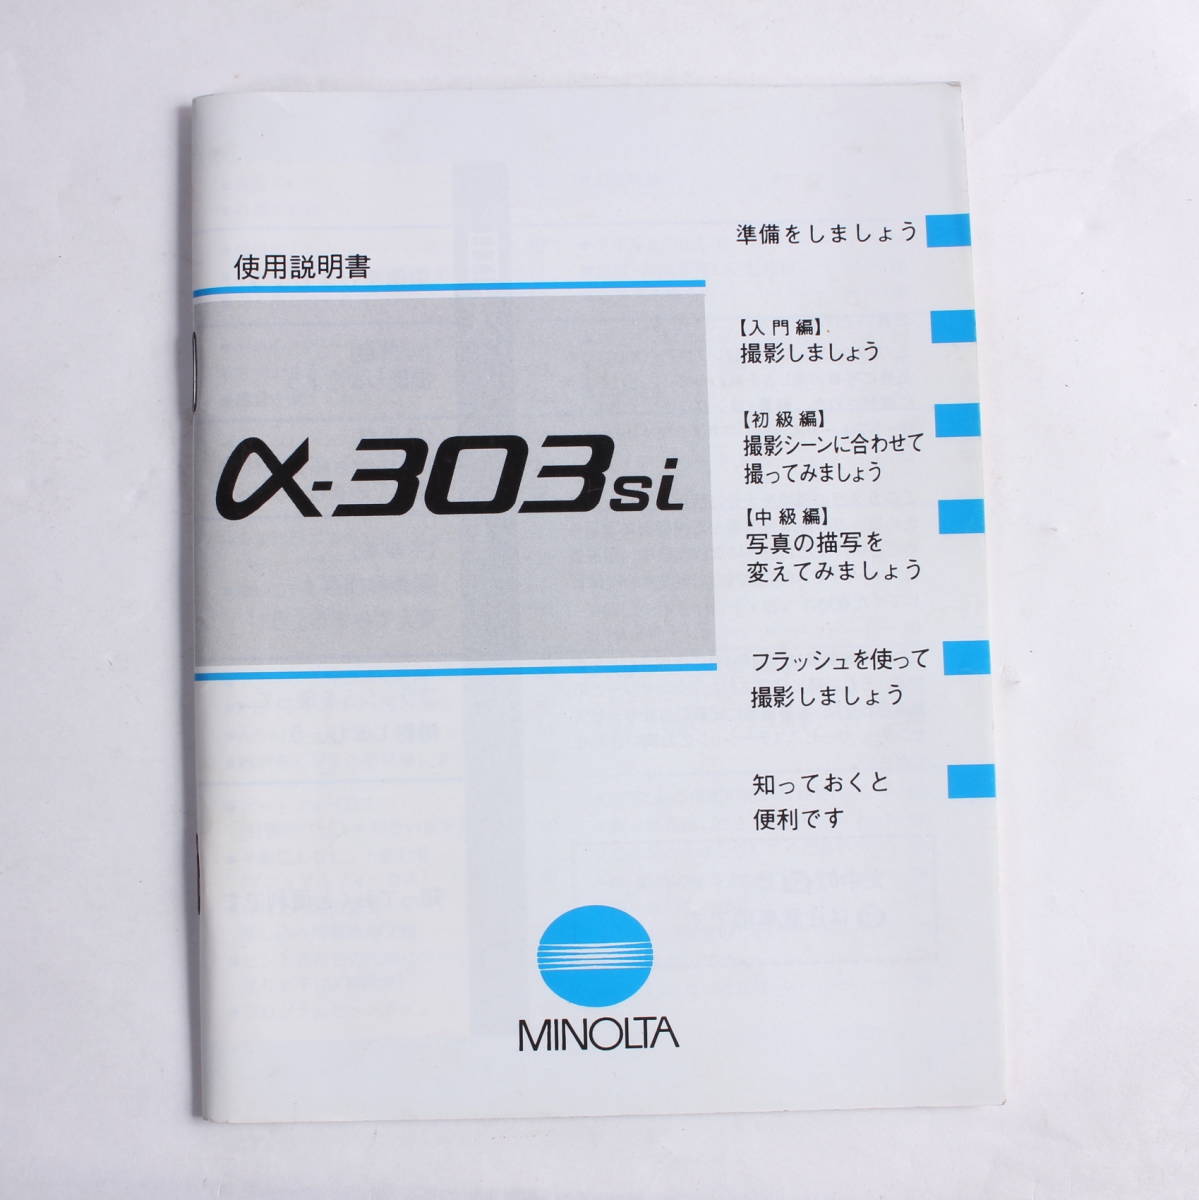 使用説明書
α-303si
準備をしましょう
【入門編】
撮影しましょう
【初級編】
撮影シーンに合わせて
撮ってみましょう
【中級編】
写真の描写を
変えてみましょう
フラッシュを使って
撮影しましょう
知っておくと
便利です
MINOLTA